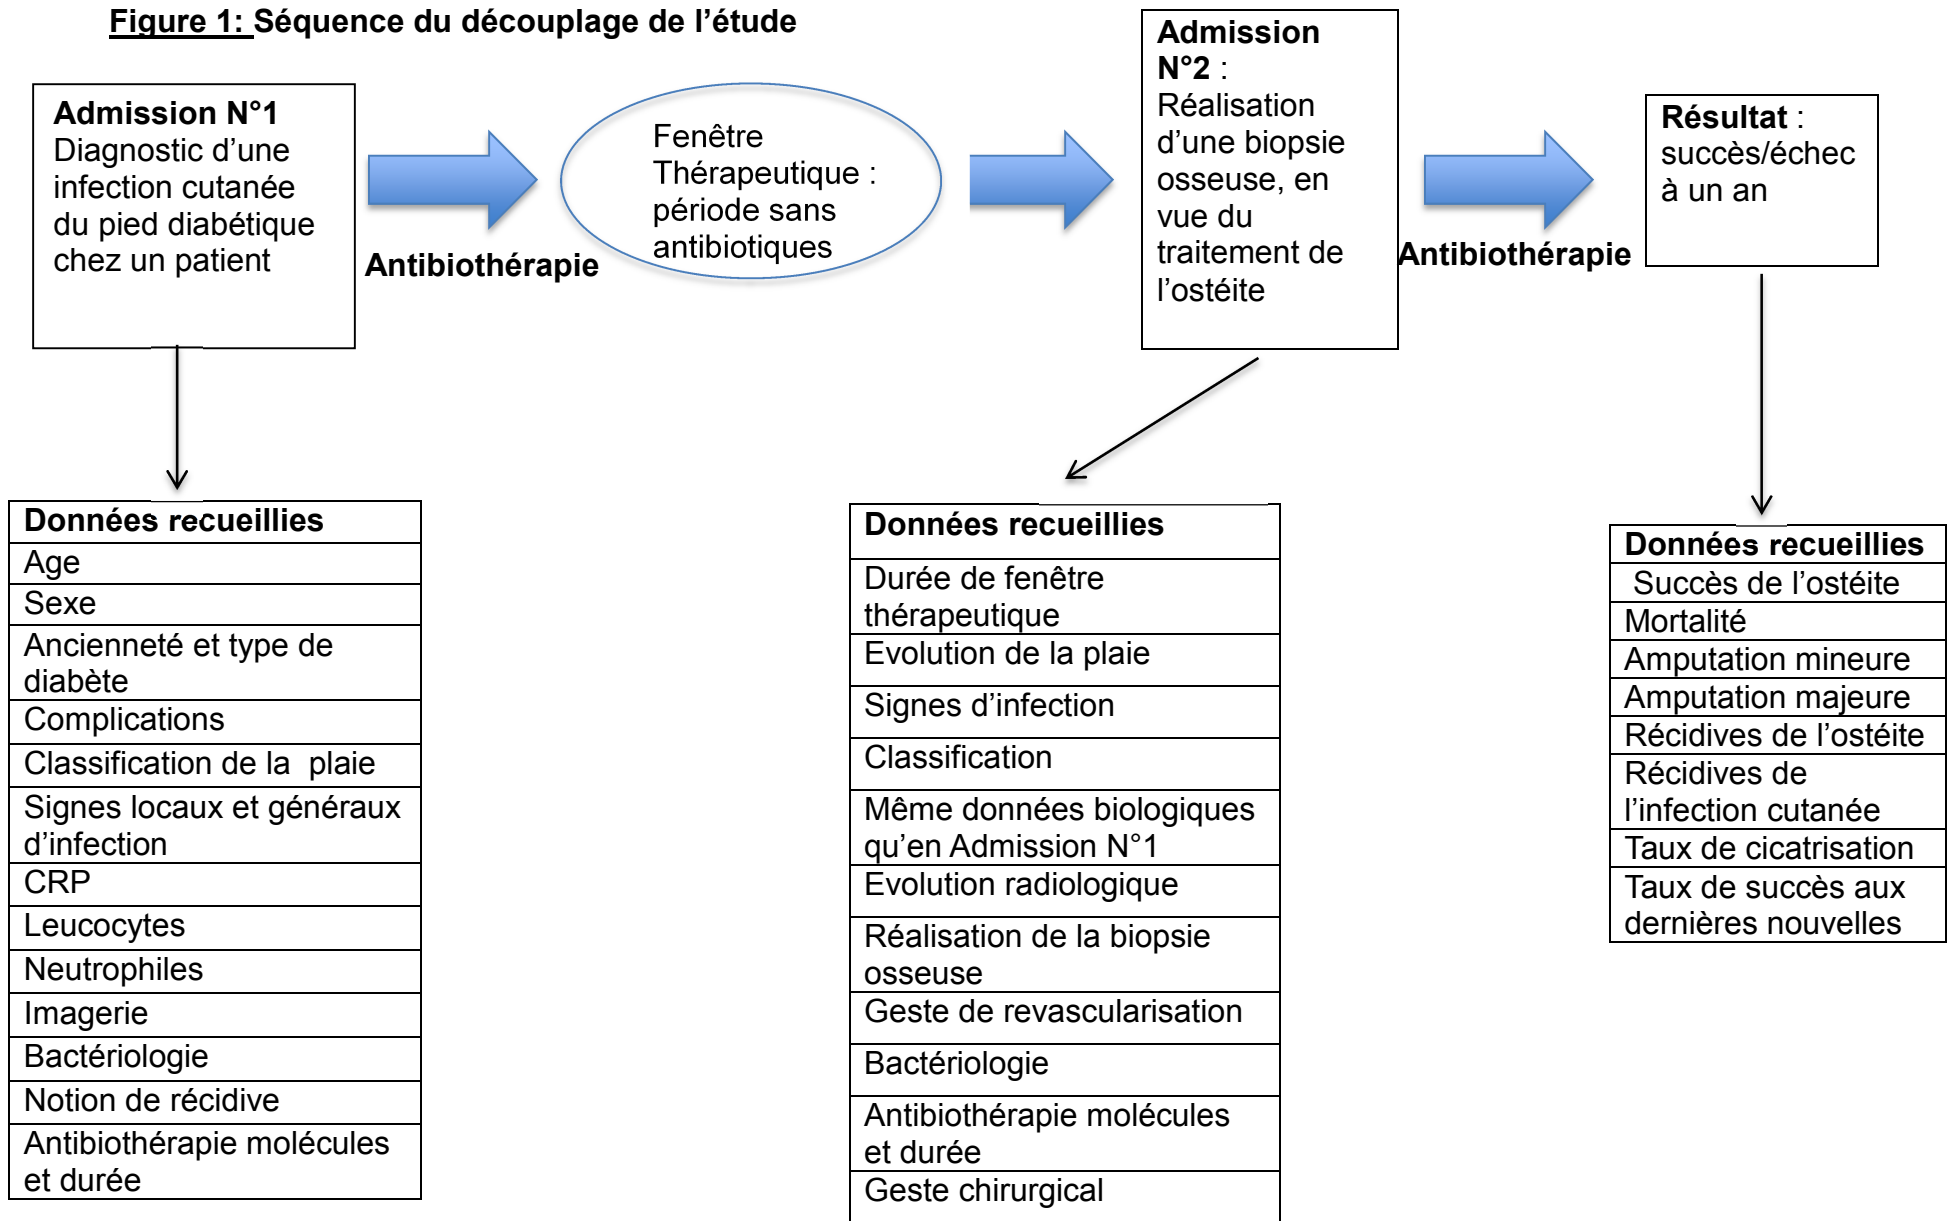 Figure 1: Séquence du découplage de l’étude
Admission N°1
Diagnostic d’une
infection cutanée
du pied diabétique
chez un patient
Antibiothérapie
Fenêtre
Thérapeutique :
période sans
antibiotiques
Admission
N°2 :
Réalisation
d’une biopsie
osseuse, en
vue du
traitement de
l’ostéite
Antibiothérapie
Résultat :
succès/échec
à un an
Données recueillies
Age
Sexe
Ancienneté et type de
diabète
Complications
Classification de la plaie
Signes locaux et généraux
d’infection
CRP
Leucocytes
Neutrophiles
Imagerie
Bactériologie
Notion de récidive
Antibiothérapie molécules
et durée
Données recueillies
Durée de fenêtre
thérapeutique
Evolution de la plaie
Signes d’infection
Classification
Même données biologiques
qu’en Admission N°1
Evolution radiologique
Réalisation de la biopsie
osseuse
Geste de revascularisation
Bactériologie
Antibiothérapie molécules
et durée
Geste chirurgical
Données recueillies
Succès de l’ostéite
Mortalité
Amputation mineure
Amputation majeure
Récidives de l’ostéite
Récidives de
l’infection cutanée
Taux de cicatrisation
Taux de succès aux
dernières nouvelles